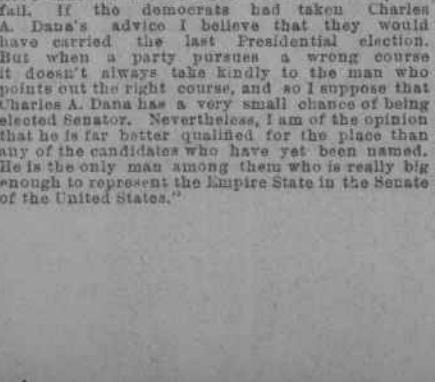 fall. If the democrats had taken Charles
A. Dana's advice I believe that they would
have carried the last Presidential election.
But when a party pursues a wrong course
it doesn't always take kindly to the man who
points out the right course, and so I suppose that
Charles A. Dana has a very small chance of being
elected Senator. Nevertheless, I am of the opinion
that he is far better qualified for the place than
any of the candidates who have yet been named.
He is the only man among them who is really big
enough to represent the Empire State in the Senate
of the United States."